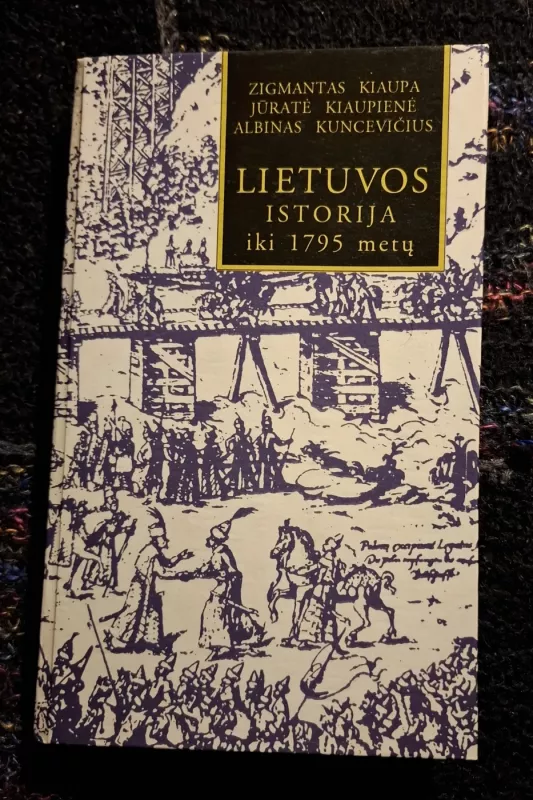 ZIGMANTAS KIAUPA
JŪRATĖ KIAUPIENĖ
ALBINAS KUNCEVIČIUS
LIETUVOS
ISTORIJA
iki 1795 metų